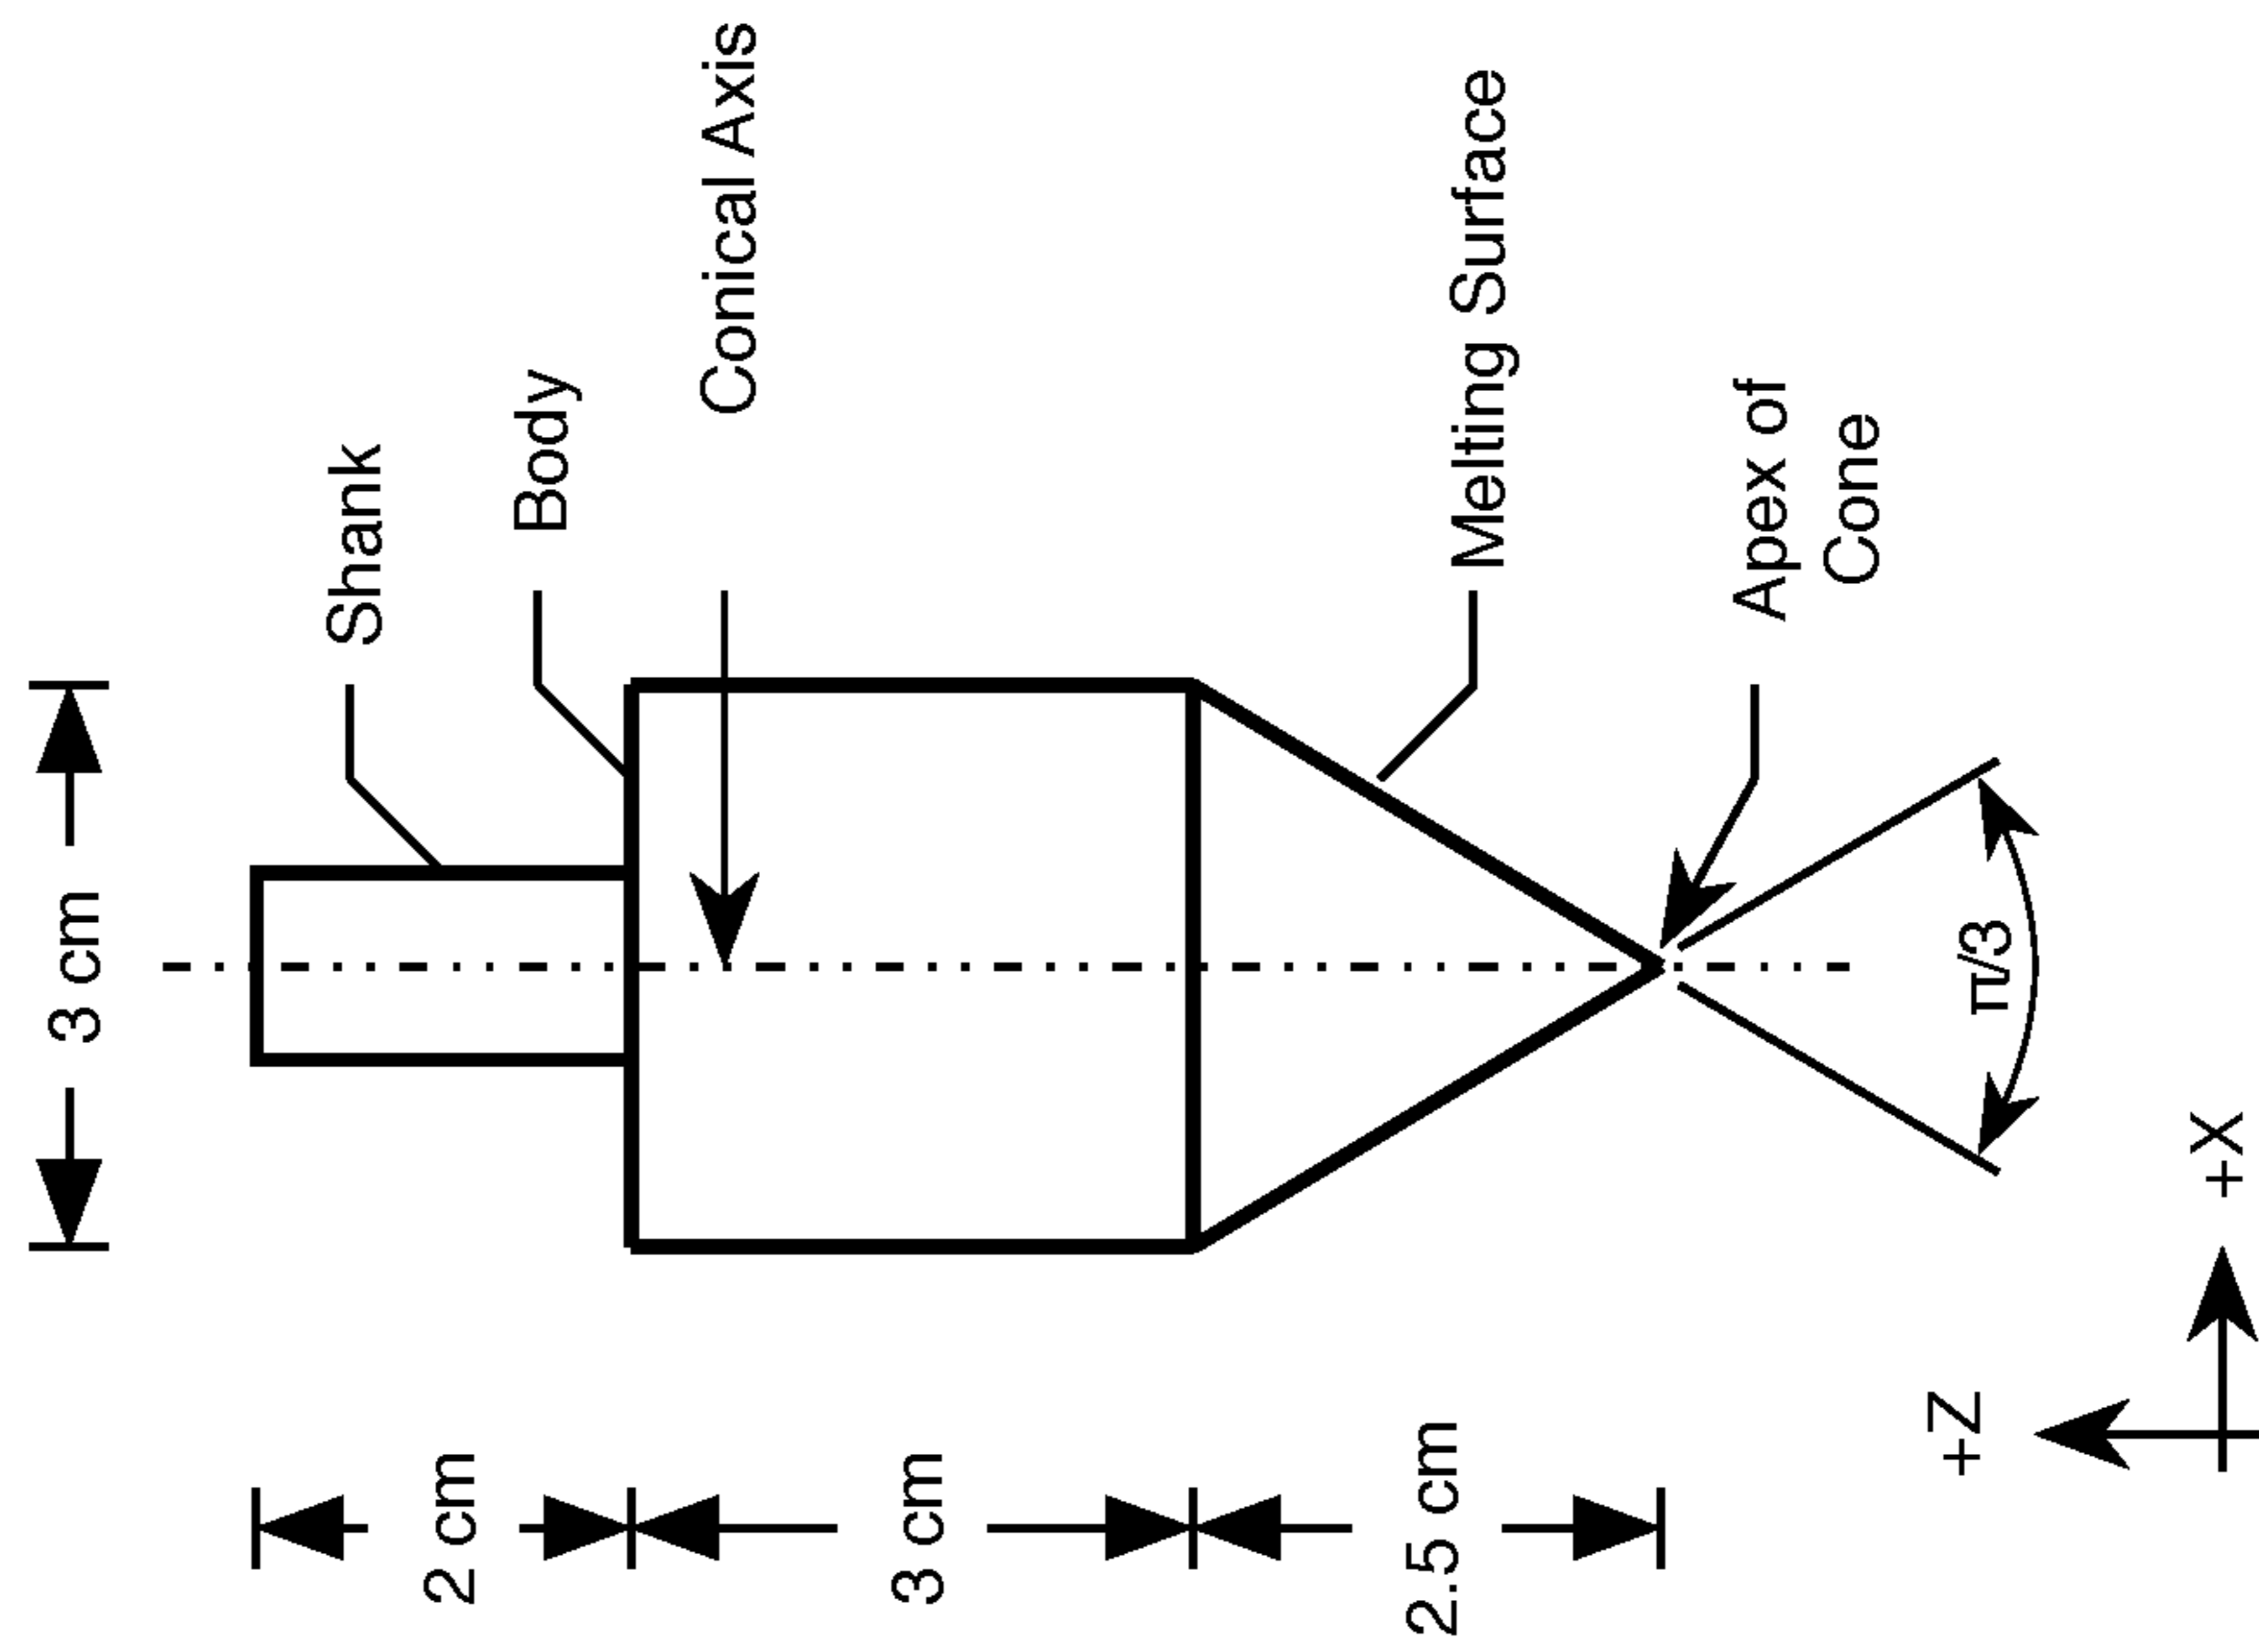 3 cm
Shank
Body
Conical Axis
Melting Surface
Apex of
Cone
π/3
2 cm
3 cm
2.5 cm
+Z
+X